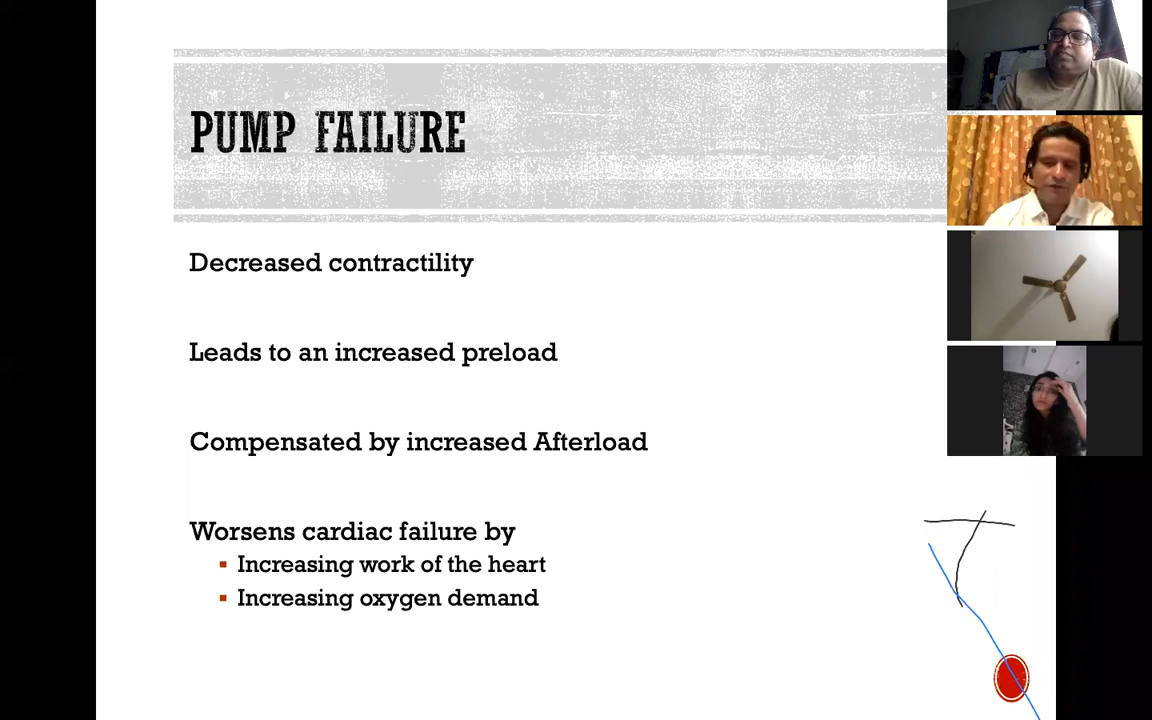 PUMP FAILURE
Decreased contractility
Leads to an increased preload
Compensated by increased Afterload
Worsens cardiac failure by
▪ Increasing work of the heart
▪ Increasing oxygen demand